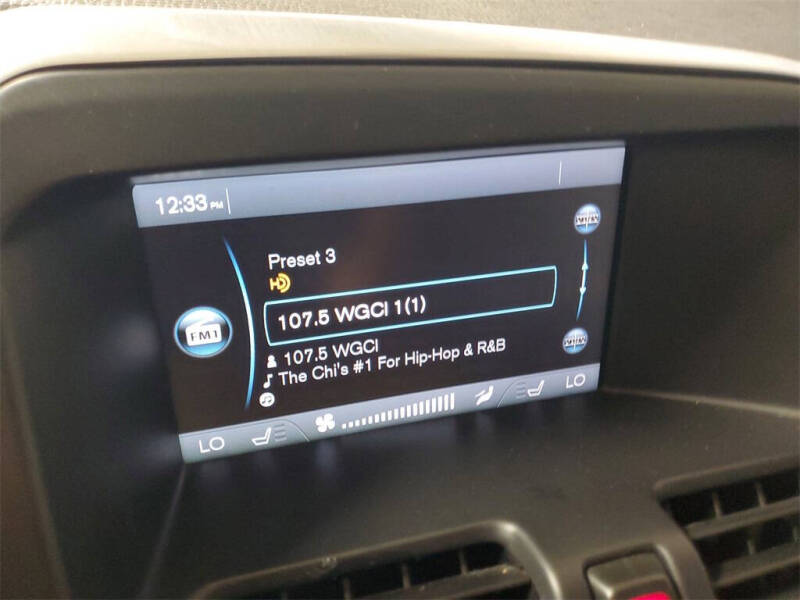 12:33 PM
Preset 3
HD
FM1
107.5 WGCI 1(1)
107.5 WGCI
The Chi's #1 For Hip-Hop & R&B
LO
LO